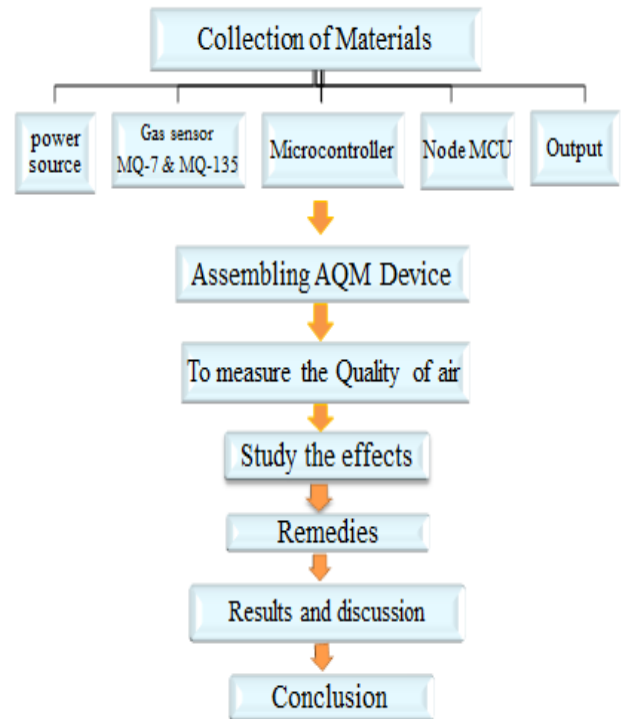 Collection of Materials
power
source
Gas sensor
MQ-7 & MQ-135
Microcontroller
Node MCU
Output
Assembling AQM Device
To measure the Quality of air
Study the effects
Remedies
Results and discussion
Conclusion